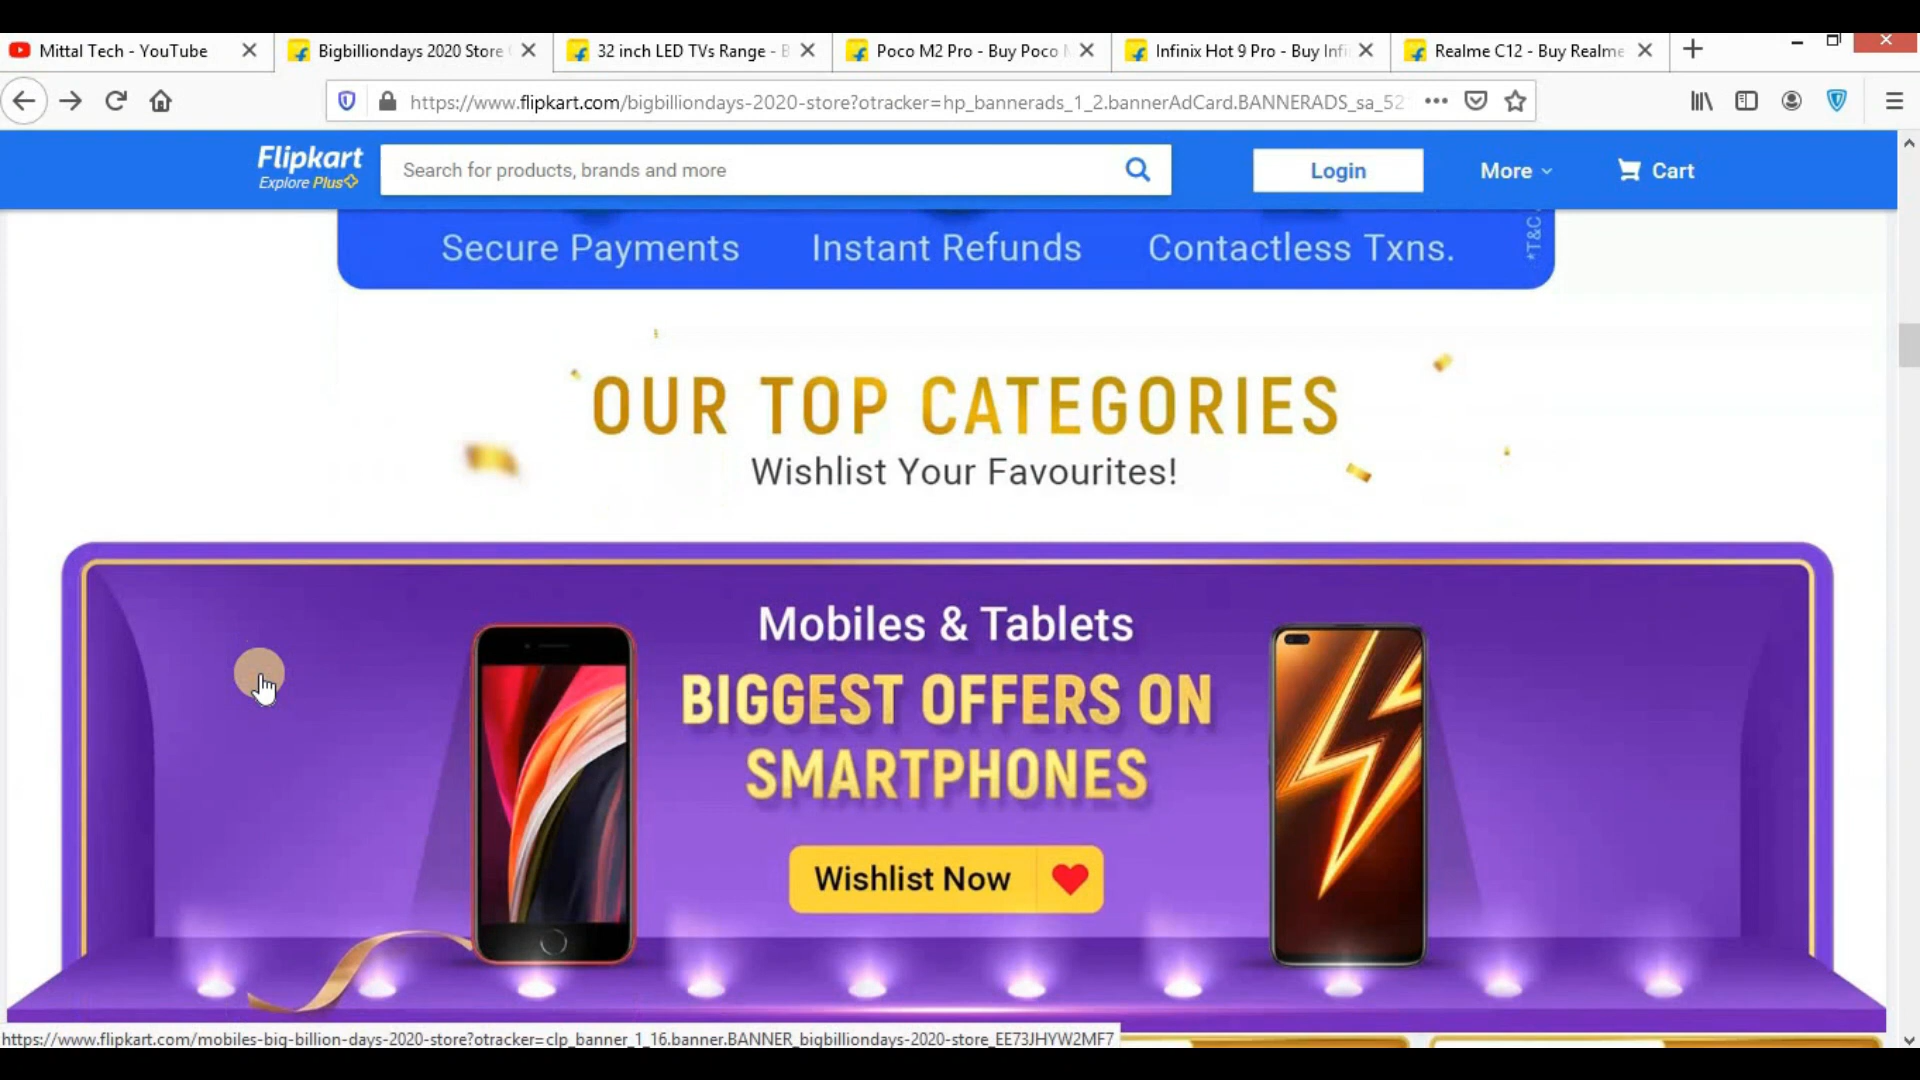 Mittal Tech - YouTube
Bigbilliondays 2020 Store
32 inch LED TVs Range - B
Poco M2 Pro - Buy Poco
Infinix Hot 9 Pro - Buy Infi
Realme C12 - Buy Realme
https://www.flipkart.com/bigbilliondays-2020-store?otracker=hp_bannerads_1_2.bannerAdCard.BANNERADS_sa_52
Flipkart
Explore Plus
Search for products, brands and more
Login
More
Cart
Secure Payments
Instant Refunds
Contactless Txns.
*T&C
OUR TOP CATEGORIES
Wishlist Your Favourites!
Mobiles & Tablets
BIGGEST OFFERS ON
SMARTPHONES
Wishlist Now
https://www.flipkart.com/mobiles-big-billion-days-2020-store?otracker=clp_banner_1_16.banner.BANNER_bigbilliondays-2020-store_EE73JHYW2MF7